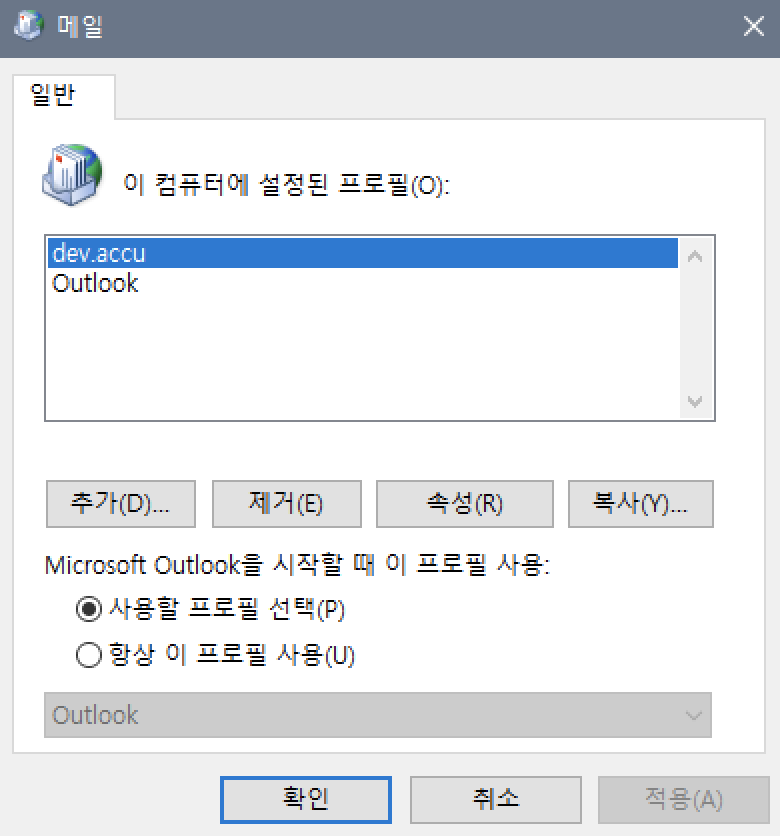 메일
일반
이 컴퓨터에 설정된 프로필(O):
dev.accu
Outlook
추가(D)... 제거(E) 속성(R) 복사(Y)...
Microsoft Outlook을 시작할 때 이 프로필 사용:
사용할 프로필 선택(P)
항상 이 프로필 사용(U)
Outlook
확인 취소 적용(A)